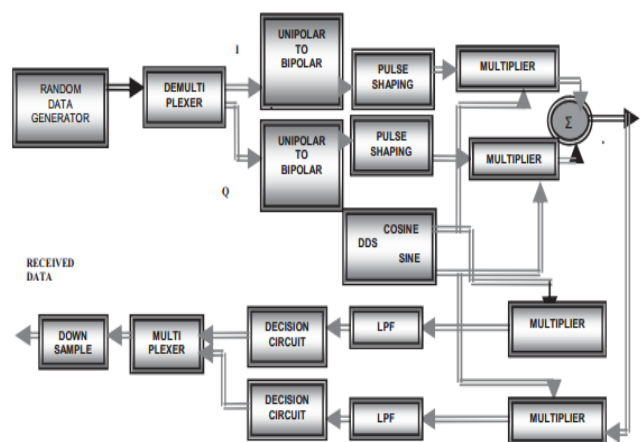 I
UNIPOLAR
TO
BIPOLAR
PULSE
SHAPING
MULTIPLIER
RANDOM
DATA
GENERATOR
DEMULTI
PLEXER
Σ
UNIPOLAR
TO
BIPOLAR
PULSE
SHAPING
MULTIPLIER
Q
COSINE
DDS
SINE
RECEIVED
DATA
DOWN
SAMPLE
MULTI
PLEXER
DECISION
CIRCUIT
LPF
MULTIPLIER
DECISION
CIRCUIT
LPF
MULTIPLIER